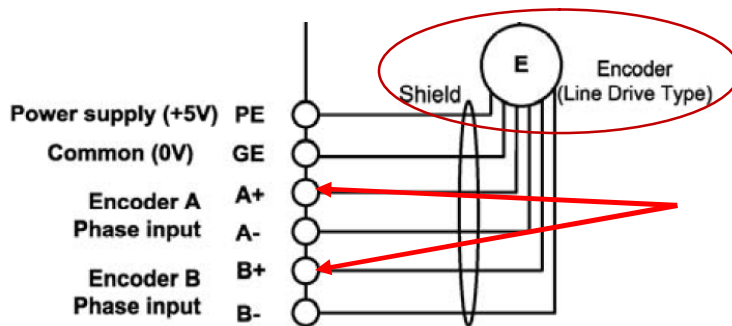 E
Encoder
(Line Drive Type)
Shield
Power supply (+5V) PE
Common (0V) GE
Encoder A
Phase input
A+
A-
Encoder B
Phase input
B+
B-